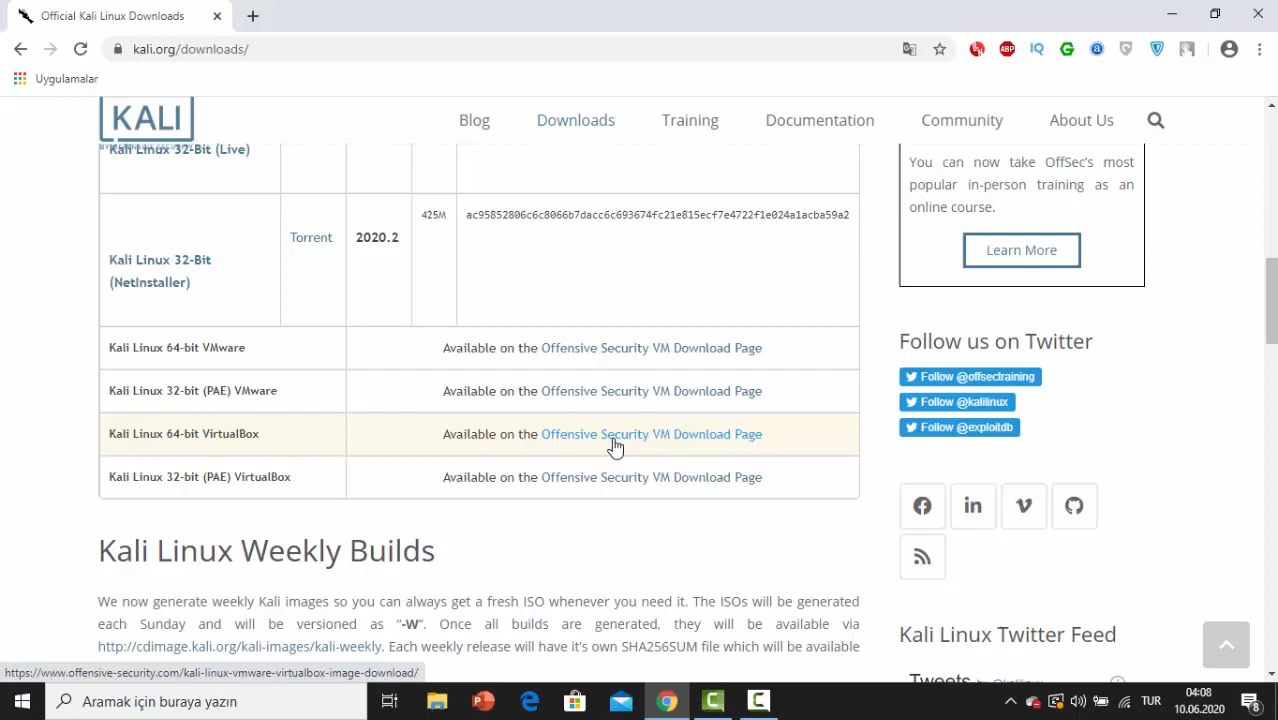 Official Kali Linux Downloads
kali.org/downloads/
ABP
IQ
G
a
Uygulamalar
KALI
Blog
Downloads
Training
Documentation
Community
About Us
Kali Linux 32-Bit (Live)
Kali Linux 32-Bit
(NetInstaller)
Torrent
2020.2
425M
ac95852806c6c8066b7dacc6c693674fc21e815ecf7e4722f1e024a1acba59a2
Kali Linux 64-bit VMware
Available on the Offensive Security VM Download Page
Kali Linux 32-bit (PAE) VMware
Available on the Offensive Security VM Download Page
Kali Linux 64-bit VirtualBox
Available on the Offensive Security VM Download Page
Kali Linux 32-bit (PAE) VirtualBox
Available on the Offensive Security VM Download Page
Kali Linux Weekly Builds
We now generate weekly Kali images so you can always get a fresh ISO whenever you need it. The ISOs will be generated
each Sunday and will be versioned as “-W”. Once all builds are generated, they will be available via
http://cdimage.kali.org/kali-images/kali-weekly. Each weekly release will have it’s own SHA256SUM file which will be available
You can now take OffSec’s most
popular in-person training as an
online course.
Learn More
Follow us on Twitter
Follow @offsectraining
Follow @kalilinux
Follow @exploitdb
Kali Linux Twitter Feed
Tweets by @kalilinux
https://www.offensive-security.com/kali-linux-vmware-virtualbox-image-download/
Aramak için buraya yazın
TUR
04:08
10.06.2020
8